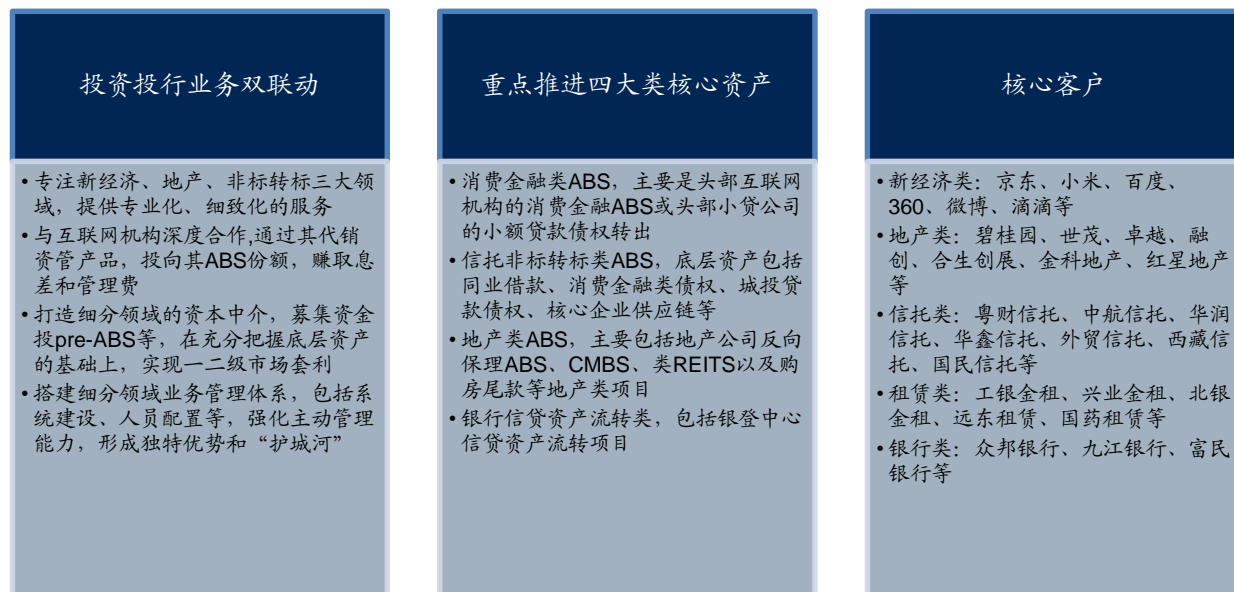 投资投行业务双联动
•专注新经济、地产、非标转标三大领
域，提供专业化、细致化的服务
•与互联网机构深度合作,通过其代销
资管产品，投向其ABS份额，赚取息
差和管理费
•打造细分领域的资本中介，募集资金
投pre-ABS等，在充分把握底层资产
的基础上，实现一二级市场套利
•搭建细分领域业务管理体系，包括系
统建设、人员配置等，强化主动管理
能力，形成独特优势和“护城河”
重点推进四大类核心资产
•消费金融类ABS，主要是头部互联网
机构的消费金融ABS或头部小贷公司
的小额贷款债权转出
•信托非标转标类ABS，底层资产包括
同业借款、消费金融类债权、城投贷
款债权、核心企业供应链等
•地产类ABS，主要包括地产公司反向
保理ABS、CMBS、类REITS以及购
房尾款等地产类项目
•银行信贷资产流转类，包括银登中心
信贷资产流转项目
核心客户
•新经济类：京东、小米、百度、
360、微博、滴滴等
•地产类：碧桂园、世茂、卓越、融
创、合生创展、金科地产、红星地产
等
•信托类：粤财信托、中航信托、华润
信托、华鑫信托、外贸信托、西藏信
托、国民信托等
•租赁类：工银金租、兴业金租、北银
金租、远东租赁、国药租赁等
•银行类：众邦银行、九江银行、富民
银行等